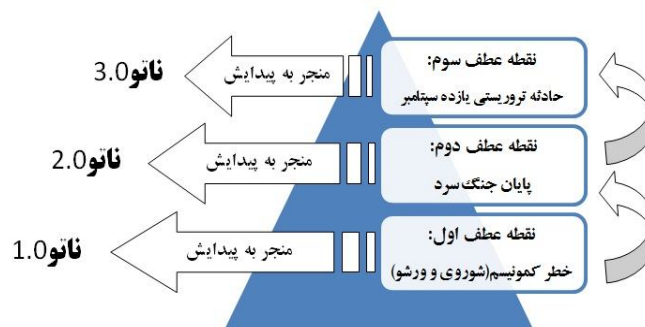 نقطه عطف سوم:
حادثه تروریستی یازده سپتامبر
منجر به پیدایش
ناتو3.0
نقطه عطف دوم:
پایان جنگ سرد
منجر به پیدایش
ناتو2.0
نقطه عطف اول:
خطر کمونیسم(شوروی و ورشو)
منجر به پیدایش
ناتو1.0